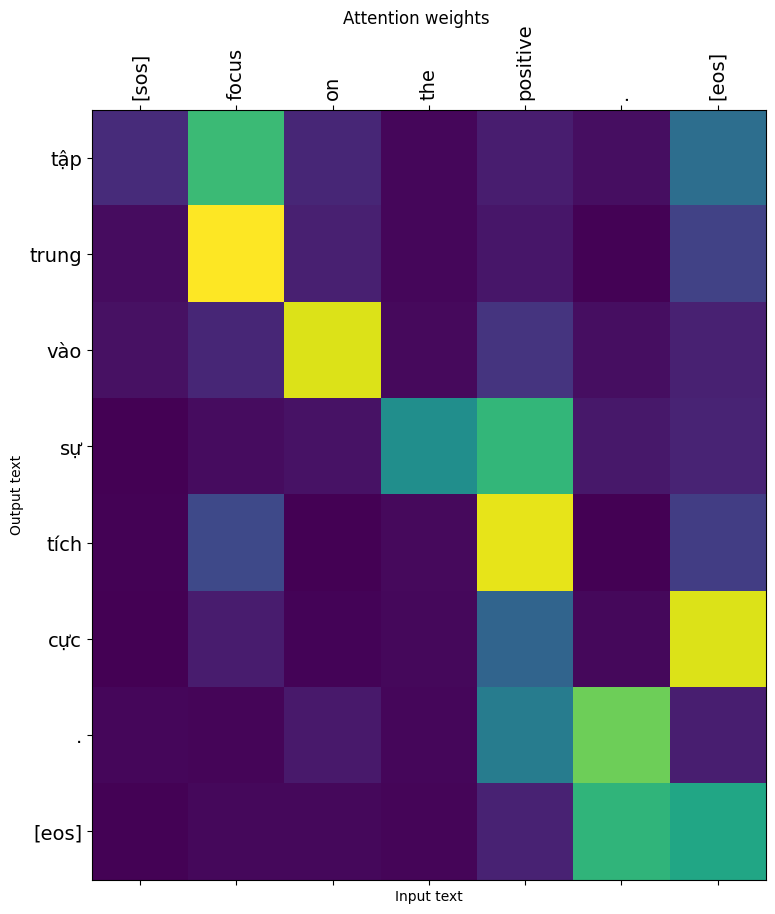 Attention weights
[sos] focus on the positive . [eos]
tập
trung
vào
sự
tích
cực
.
[eos]
Output text
Input text